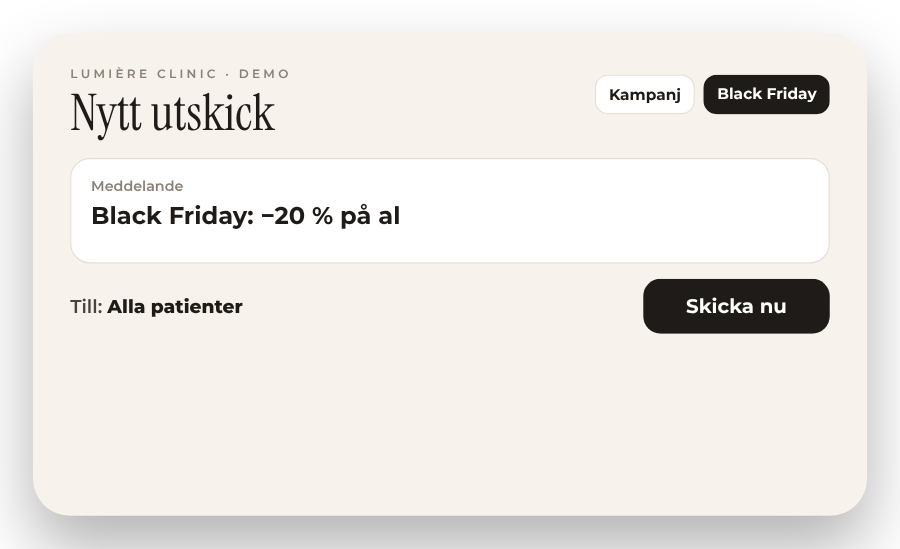 LUMIÈRE CLINIC · DEMO
Nytt utskick
Kampanj
Black Friday
Meddelande
Black Friday: −20 % på al
Till: Alla patienter
Skicka nu